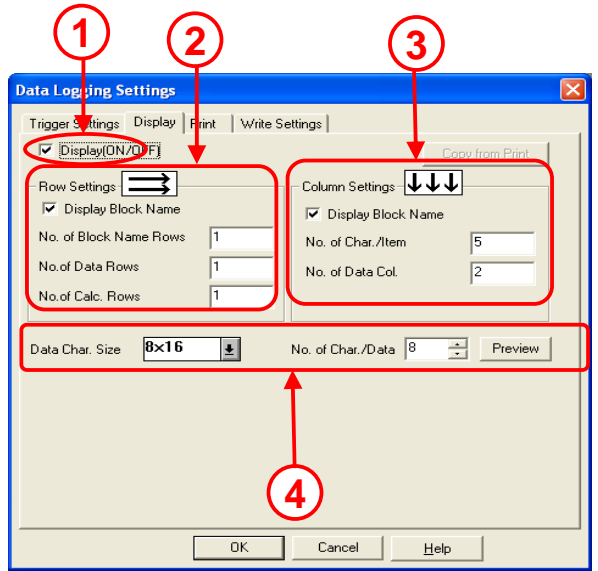 1 2 3
Data Logging Settings
Trigger Settings Display Print Write Settings
Display(ON/OFF)
Copy from Print
Row Settings
Column Settings
Display Block Name
Display Block Name
No. of Block Name Rows 1
No. of Char./Item 5
No.of Data Rows 1
No. of Data Col. 2
No.of Calc. Rows 1
Data Char. Size 8×16 No. of Char./Data 8 Preview
4
OK Cancel Help